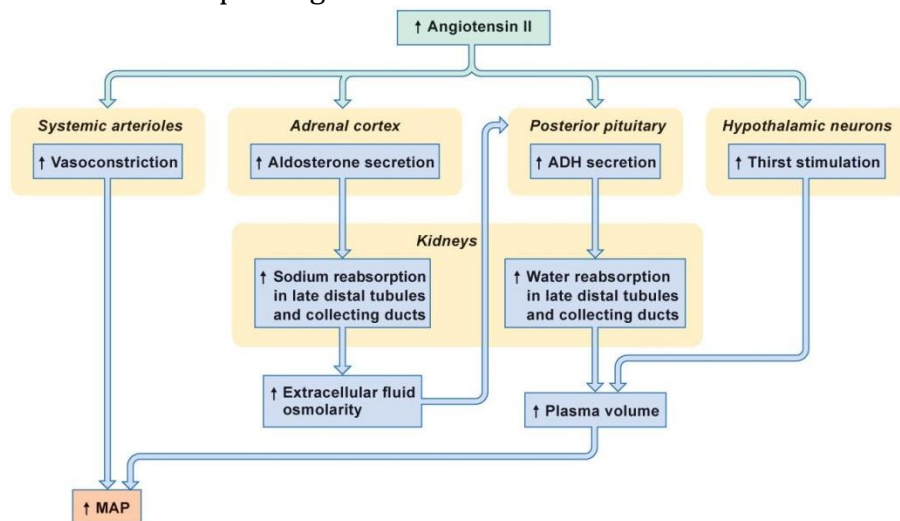 ↑ Angiotensin II
Systemic arterioles
↑ Vasoconstriction
Adrenal cortex
↑ Aldosterone secretion
Posterior pituitary
↑ ADH secretion
Hypothalamic neurons
↑ Thirst stimulation
Kidneys
↑ Sodium reabsorption
in late distal tubules
and collecting ducts
↑ Water reabsorption
in late distal tubules
and collecting ducts
↑ Extracellular fluid
osmolarity
↑ Plasma volume
↑ MAP